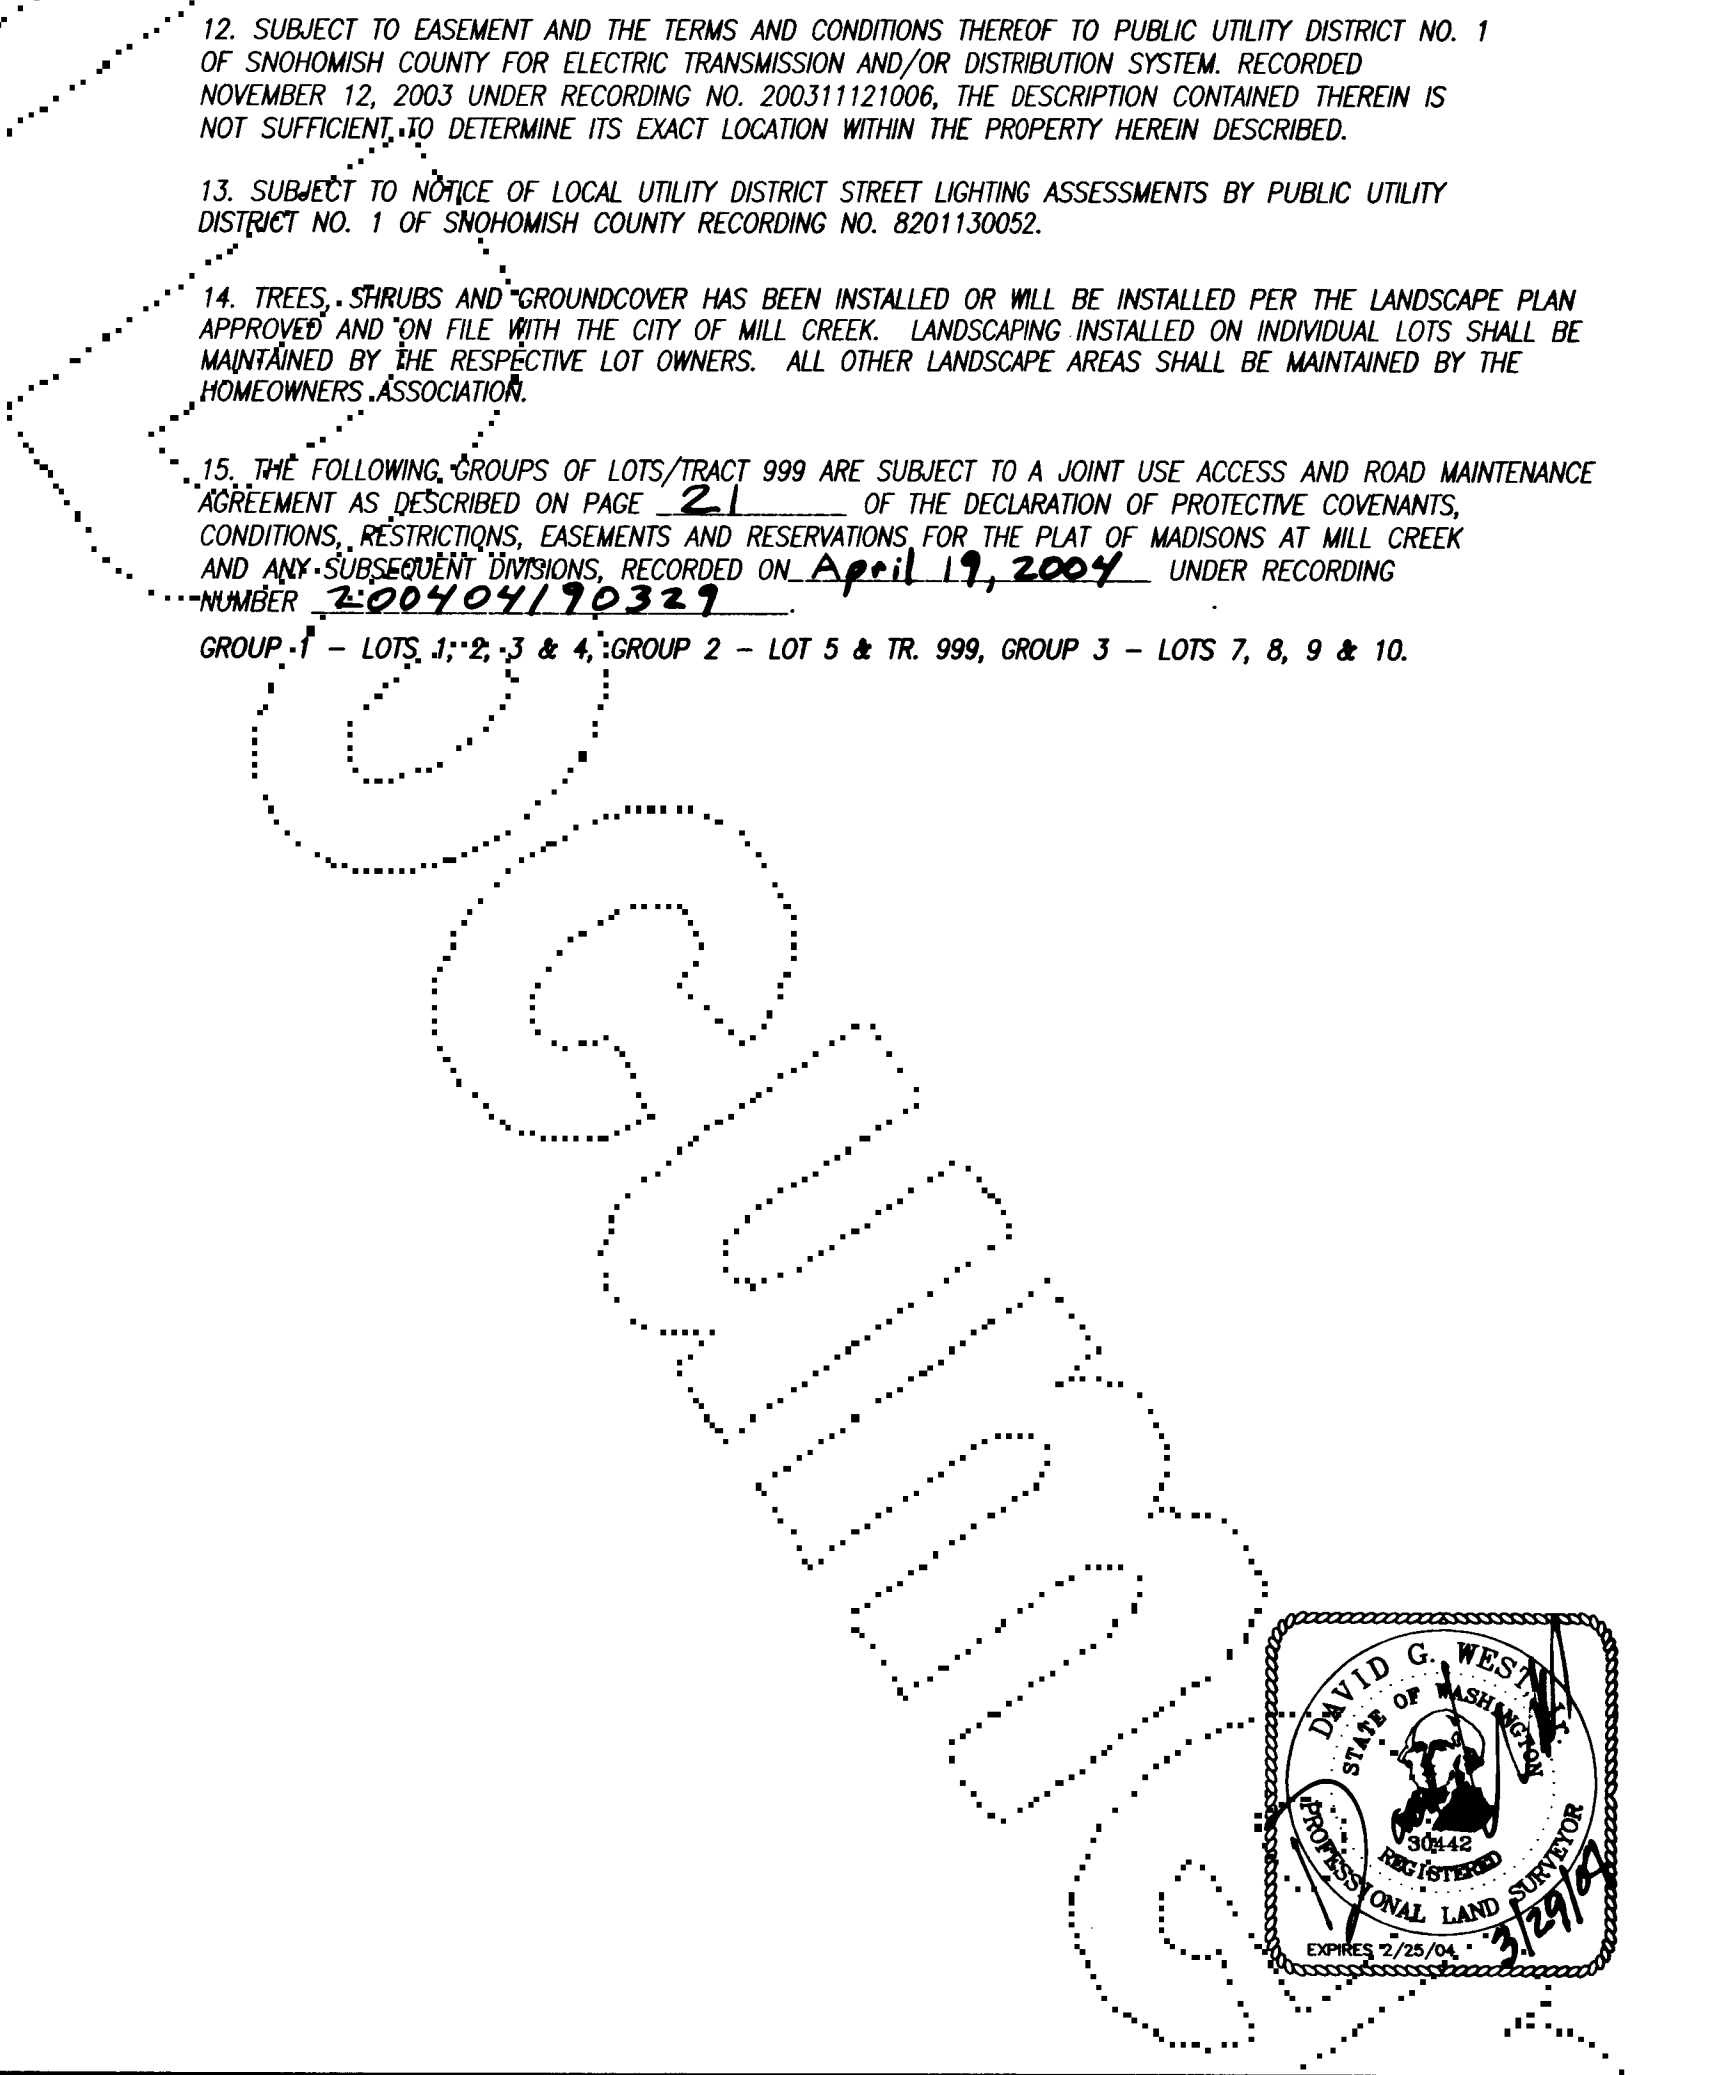 12. SUBJECT TO EASEMENT AND THE TERMS AND CONDITIONS THEREOF TO PUBLIC UTILITY DISTRICT NO. 1
OF SNOHOMISH COUNTY FOR ELECTRIC TRANSMISSION AND/OR DISTRIBUTION SYSTEM. RECORDED
NOVEMBER 12, 2003 UNDER RECORDING NO. 200311121006, THE DESCRIPTION CONTAINED THEREIN IS
NOT SUFFICIENT TO DETERMINE ITS EXACT LOCATION WITHIN THE PROPERTY HEREIN DESCRIBED.
13. SUBJECT TO NOTICE OF LOCAL UTILITY DISTRICT STREET LIGHTING ASSESSMENTS BY PUBLIC UTILITY
DISTRICT NO. 1 OF SNOHOMISH COUNTY RECORDING NO. 8201130052.
14. TREES, SHRUBS AND GROUNDCOVER HAS BEEN INSTALLED OR WILL BE INSTALLED PER THE LANDSCAPE PLAN
APPROVED AND ON FILE WITH THE CITY OF MILL CREEK. LANDSCAPING INSTALLED ON INDIVIDUAL LOTS SHALL BE
MAINTAINED BY THE RESPECTIVE LOT OWNERS. ALL OTHER LANDSCAPE AREAS SHALL BE MAINTAINED BY THE
HOMEOWNERS ASSOCIATION.
15. THE FOLLOWING GROUPS OF LOTS/TRACT 999 ARE SUBJECT TO A JOINT USE ACCESS AND ROAD MAINTENANCE
AGREEMENT AS DESCRIBED ON PAGE 21 OF THE DECLARATION OF PROTECTIVE COVENANTS,
CONDITIONS, RESTRICTIONS, EASEMENTS AND RESERVATIONS FOR THE PLAT OF MADISONS AT MILL CREEK
AND ANY SUBSEQUENT DIVISIONS, RECORDED ON April 19, 2004 UNDER RECORDING
NUMBER 200404190329.
GROUP 1 – LOTS 1, 2, 3 & 4, GROUP 2 – LOT 5 & TR. 999, GROUP 3 – LOTS 7, 8, 9 & 10.
DAVID G. WEST, Jr.
STATE OF WASHINGTON
30442
REGISTERED
PROFESSIONAL LAND SURVEYOR
EXPIRES 2/25/04
3/29/04